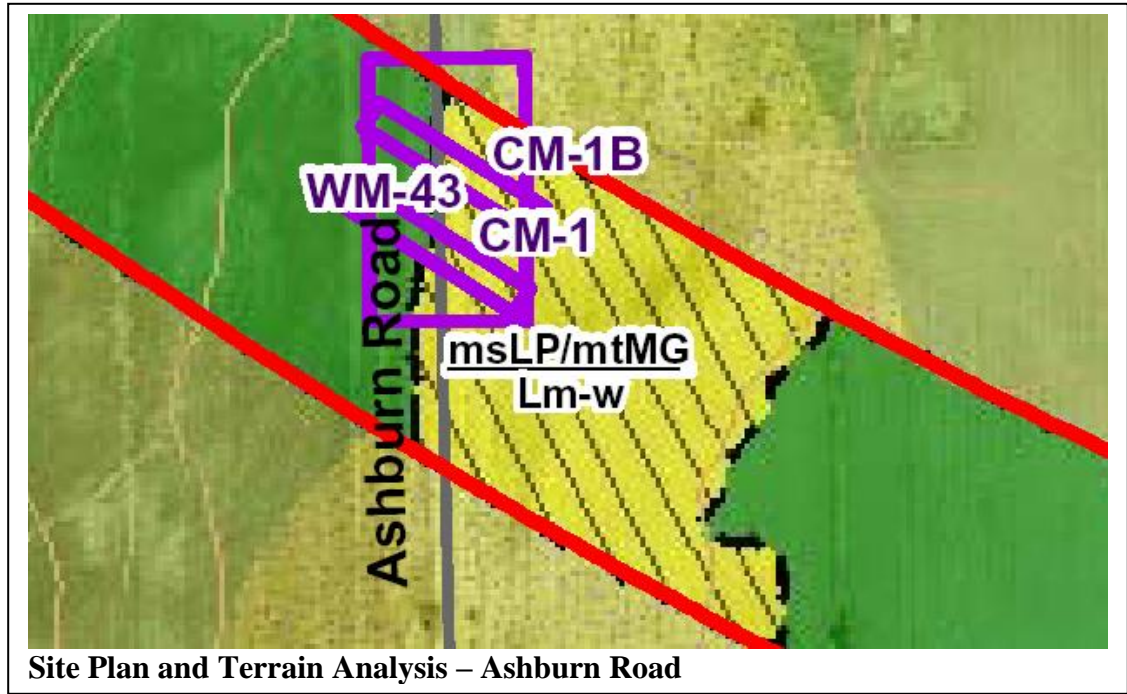 CM-1B
WM-43
CM-1
Ashburn Road
msLP/mtMG
Lm-w
Site Plan and Terrain Analysis – Ashburn Road